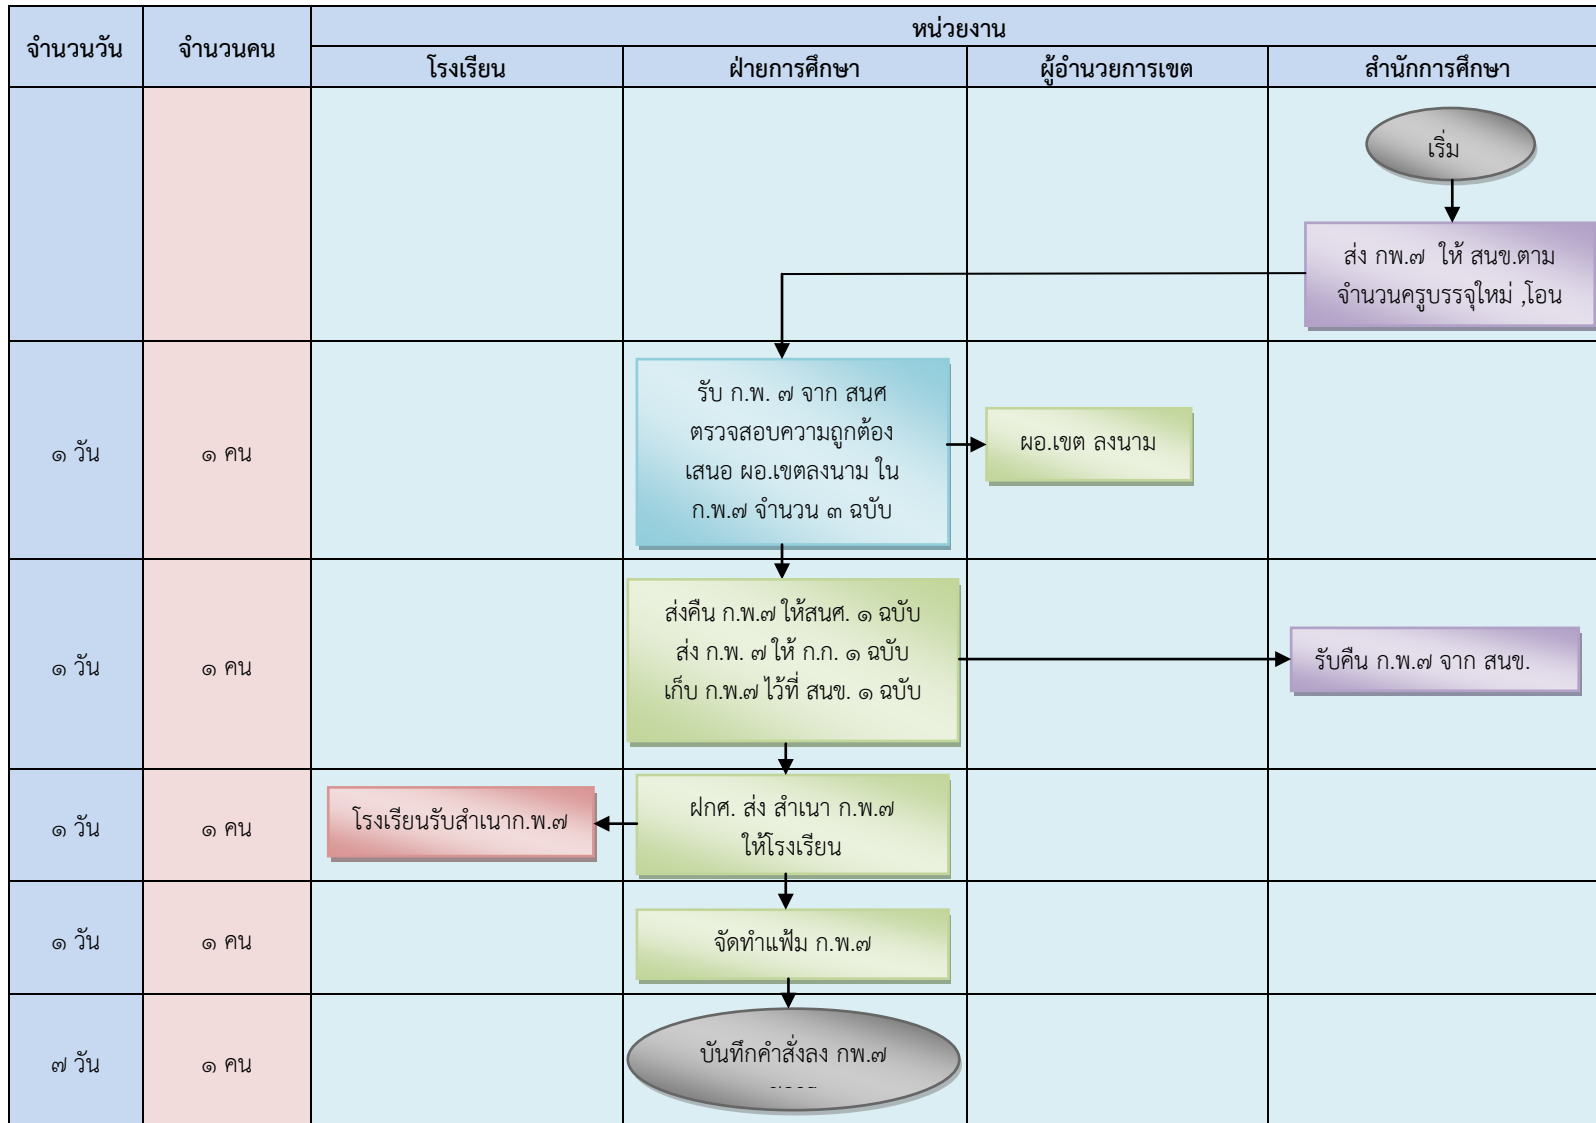 จำนวนวัน
จำนวนคน
หน่วยงาน
โรงเรียน
ฝ่ายการศึกษา
ผู้อำนวยการเขต
สำนักการศึกษา
เริ่ม
ส่ง กพ.๗ ให้ สนข.ตาม
จำนวนครูบรรจุใหม่ ,โอน
๑ วัน
๑ คน
รับ ก.พ. ๗ จาก สนศ
ตรวจสอบความถูกต้อง
เสนอ ผอ.เขตลงนาม ใน
ก.พ.๗ จำนวน ๓ ฉบับ
ผอ.เขต ลงนาม
๑ วัน
๑ คน
ส่งคืน ก.พ.๗ ให้สนศ. ๑ ฉบับ
ส่ง ก.พ. ๗ ให้ ก.ก. ๑ ฉบับ
เก็บ ก.พ.๗ ไว้ที่ สนข. ๑ ฉบับ
รับคืน ก.พ.๗ จาก สนข.
๑ วัน
๑ คน
โรงเรียนรับสำเนาก.พ.๗
ฝกศ. ส่ง สำเนา ก.พ.๗
ให้โรงเรียน
๑ วัน
๑ คน
จัดทำแฟ้ม ก.พ.๗
๗ วัน
๑ คน
บันทึกคำสั่งลง กพ.๗